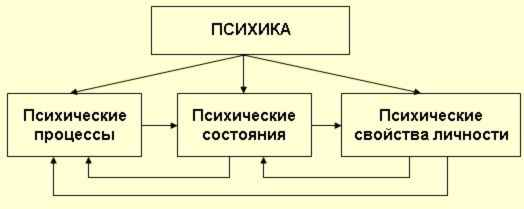 ПСИХИКА
Психические
процессы
Психические
состояния
Психические
свойства личности